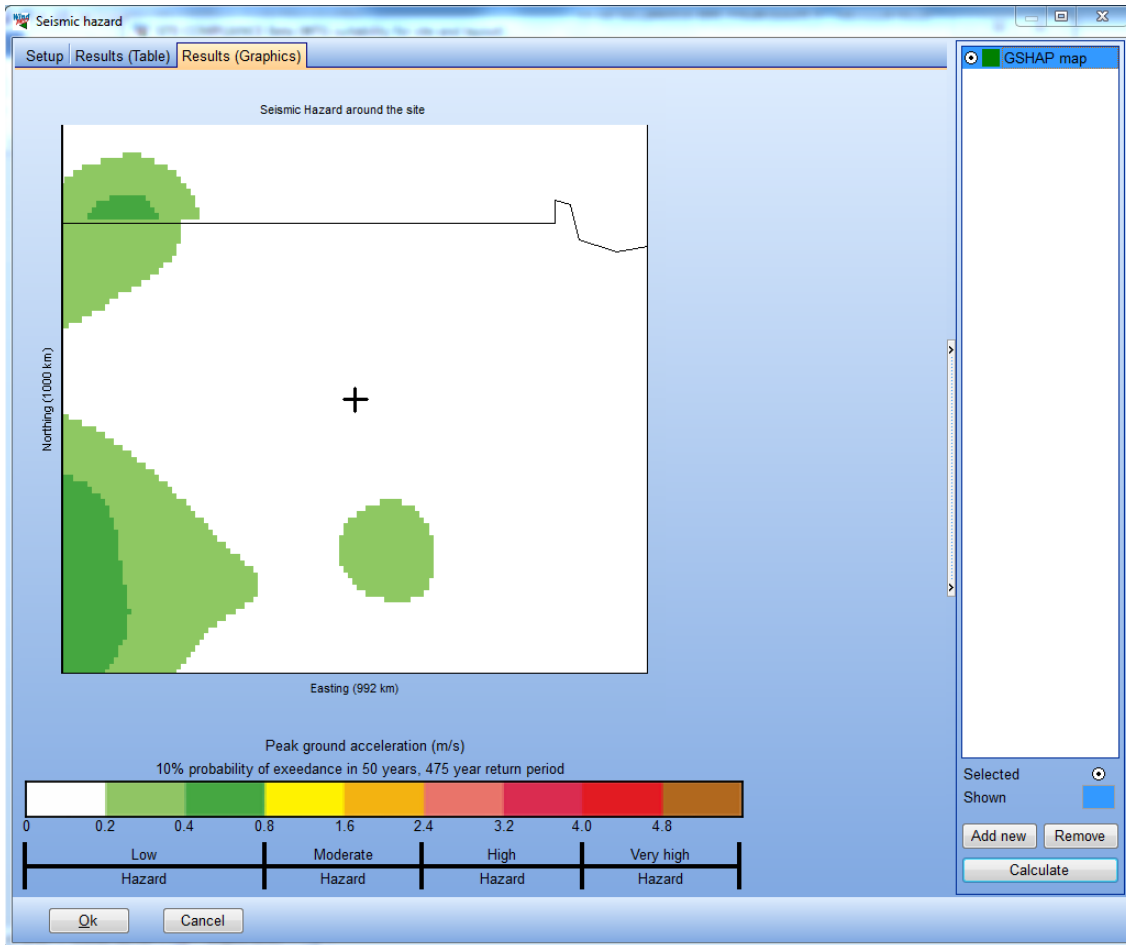 Wind
Seismic hazard
Setup Results (Table) Results (Graphics)
GSHAP map
Seismic Hazard around the site
Northing (1000 km)
Easting (992 km)
Peak ground acceleration (m/s)
10% probability of exeedance in 50 years, 475 year return period
0 0.2 0.4 0.8 1.6 2.4 3.2 4.0 4.8
Low Moderate High Very high
Hazard Hazard Hazard Hazard
Selected
Shown
Add new Remove
Calculate
Ok Cancel